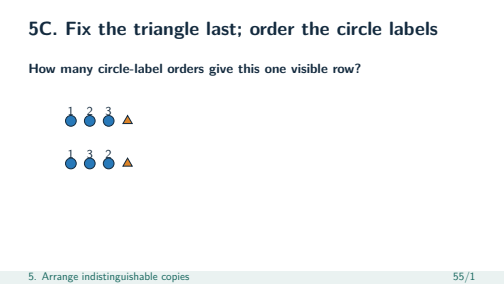 5C. Fix the triangle last; order the circle labels
How many circle-label orders give this one visible row?
1 2 3
1 3 2
5. Arrange indistinguishable copies
55/1